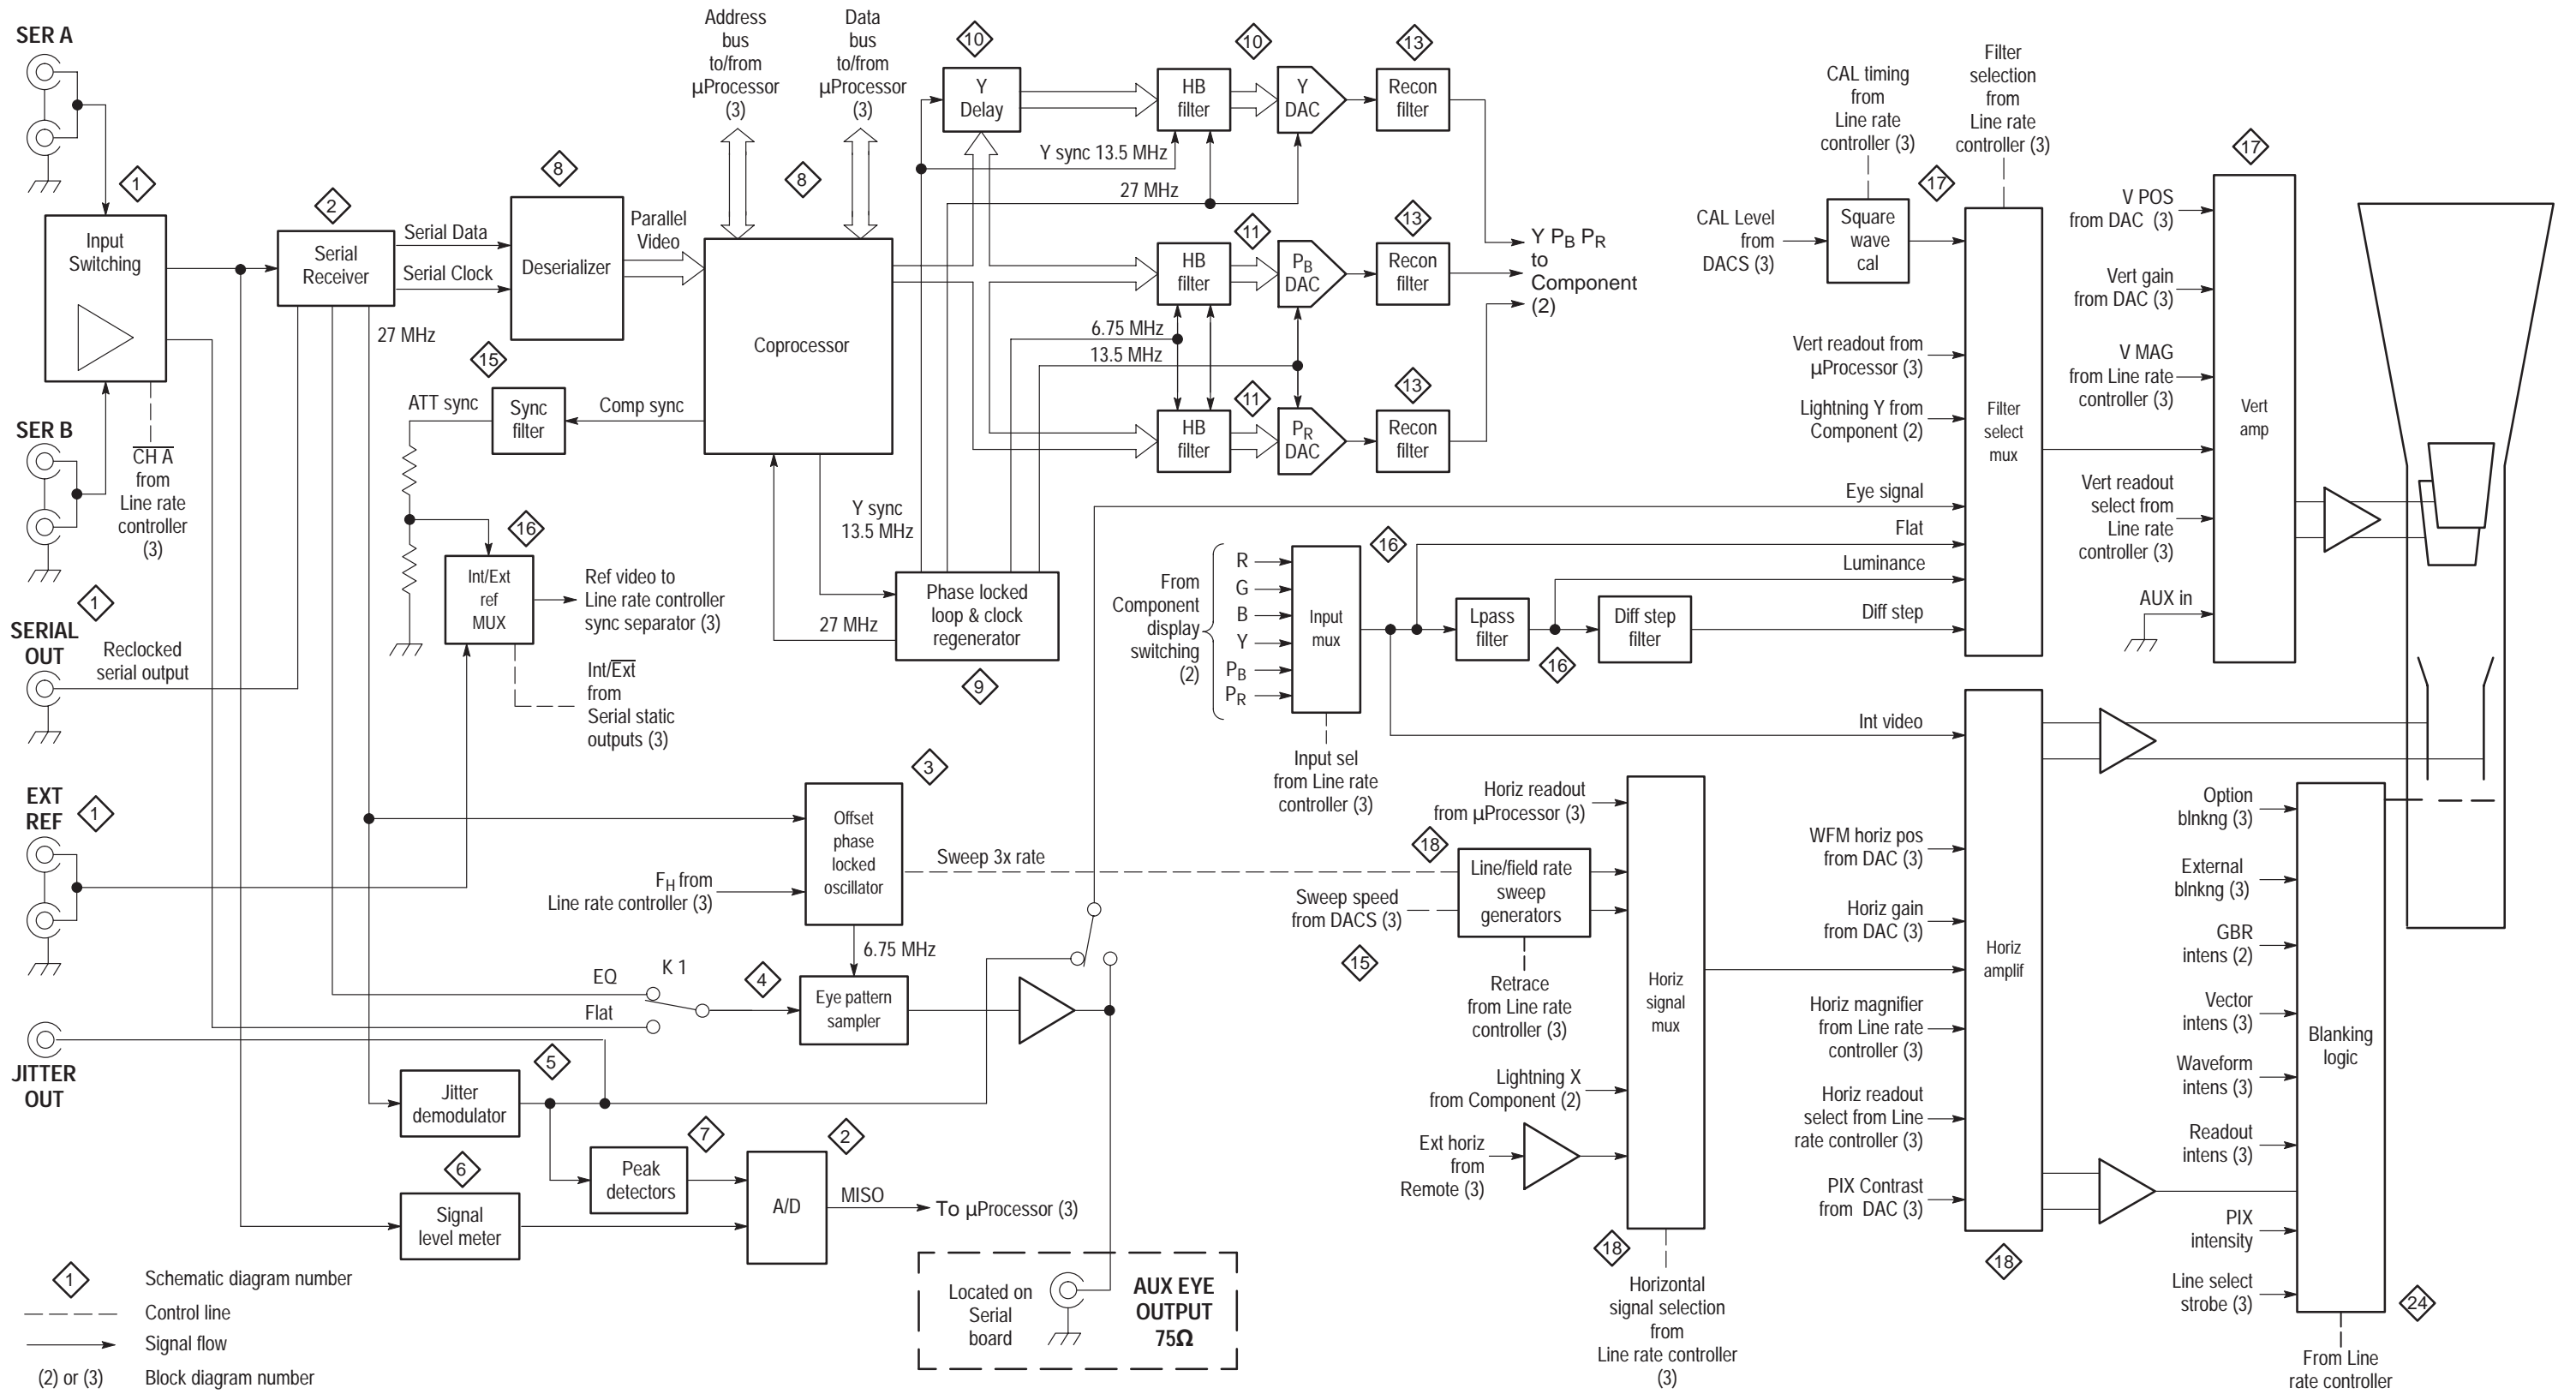 SER A
1
Input
Switching
SER B
CH A
from
Line rate
controller
(3)
1
SERIAL
OUT
Reclocked
serial output
EXT
REF
1
JITTER
OUT
2
Serial
Receiver
Serial Data
Serial Clock
27 MHz
8
Deserializer
Parallel
Video
Address
bus
to/from
µProcessor
(3)
Data
bus
to/from
µProcessor
(3)
8
Coprocessor
15
ATT sync
Sync
filter
Comp sync
16
Int/Ext
ref
MUX
Ref video to
Line rate controller
sync separator (3)
Int/Ext
from
Serial static
outputs (3)
Y sync
13.5 MHz
27 MHz
Phase locked
loop & clock
regenerator
9
10
Y
Delay
10
HB
filter
Y
DAC
13
Recon
filter
Y sync 13.5 MHz
27 MHz
11
HB
filter
PB
DAC
13
Recon
filter
6.75 MHz
13.5 MHz
11
HB
filter
PR
DAC
13
Recon
filter
Y PB PR
to
Component
(2)
3
Offset
phase
locked
oscillator
FH from
Line rate controller (3)
Sweep 3x rate
6.75 MHz
EQ
K 1
Flat
4
Eye pattern
sampler
5
Jitter
demodulator
7
Peak
detectors
6
Signal
level meter
2
A/D
MISO
To µProcessor (3)
Located on
Serial
board
AUX EYE
OUTPUT
75Ω
1
Schematic diagram number
Control line
Signal flow
(2) or (3)
Block diagram number
CAL timing
from
Line rate
controller (3)
Filter
selection
from
Line rate
controller (3)
17
CAL Level
from
DACS (3)
Square
wave
cal
Vert readout from
µProcessor (3)
Lightning Y from
Component (2)
Filter
select
mux
Eye signal
Flat
Luminance
Diff step
From
Component
display
switching
(2)
R
G
B
Y
PB
PR
Input
mux
16
Lpass
filter
16
Diff step
filter
Input sel
from Line rate
controller (3)
Int video
17
V POS
from DAC (3)
Vert gain
from DAC (3)
V MAG
from Line rate
controller (3)
Vert readout
select from
Line rate
controller (3)
AUX in
Vert
amp
Horiz readout
from µProcessor (3)
18
Line/field rate
sweep
generators
Sweep speed
from DACS (3)
15
Retrace
from Line rate
controller (3)
Lightning X
from Component (2)
Ext horiz
from
Remote (3)
Horiz
signal
mux
18
Horizontal
signal selection
from
Line rate controller
(3)
WFM horiz pos
from DAC (3)
Horiz gain
from DAC (3)
Horiz magnifier
from Line rate
controller (3)
Horiz readout
select from Line
rate controller (3)
PIX Contrast
from DAC (3)
Horiz
amplif
18
Option
blnkng (3)
External
blnkng (3)
GBR
intens (2)
Vector
intens (3)
Waveform
intens (3)
Readout
intens (3)
PIX
intensity
Line select
strobe (3)
Blanking
logic
24
From Line
rate controller